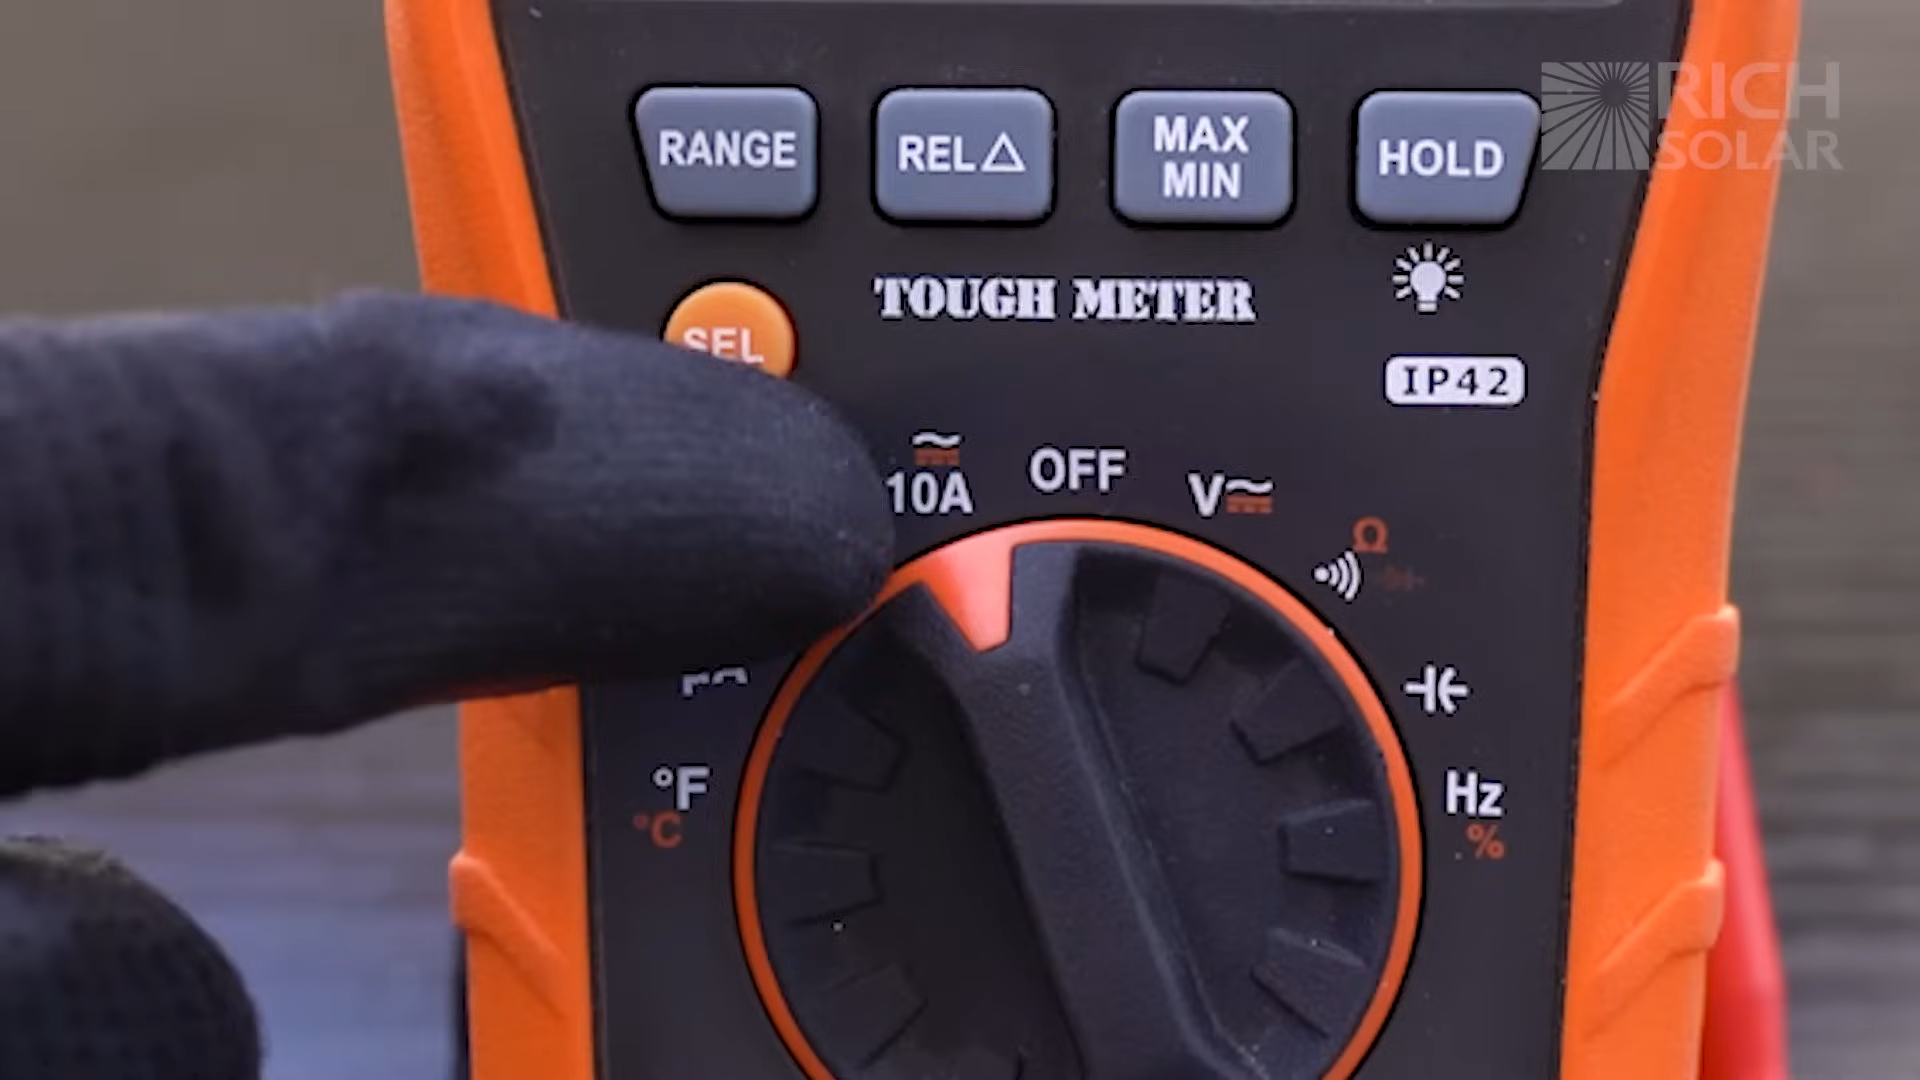 RANGE
REL△
MAX
MIN
HOLD
RICH
SOLAR
SEL
TOUGH METER
IP42
10A
OFF
V
Ω
°F
°C
Hz
%